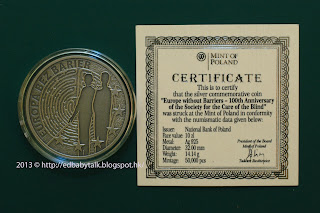 EUROPA BEZ BARIER
MINT OF
POLAND
CERTIFICATE
This is to certify
that the silver commemorative coin
"Europe without Barriers - 100th Anniversary
of the Society for the Care of the Blind"
was struck at the Mint of Poland in conformity
with the numismatic data given below:
Issuer: National Bank of Poland
Face value: 10 zł
Metal: Ag 925
Diameter: 32.00 mm
Weight: 14.14 g
Mintage: 50,000 pcs
President of the Board
Mint of Poland
Tadeusz Steckiewicz
2013 © http://edbabytalk.blogspot.hk/